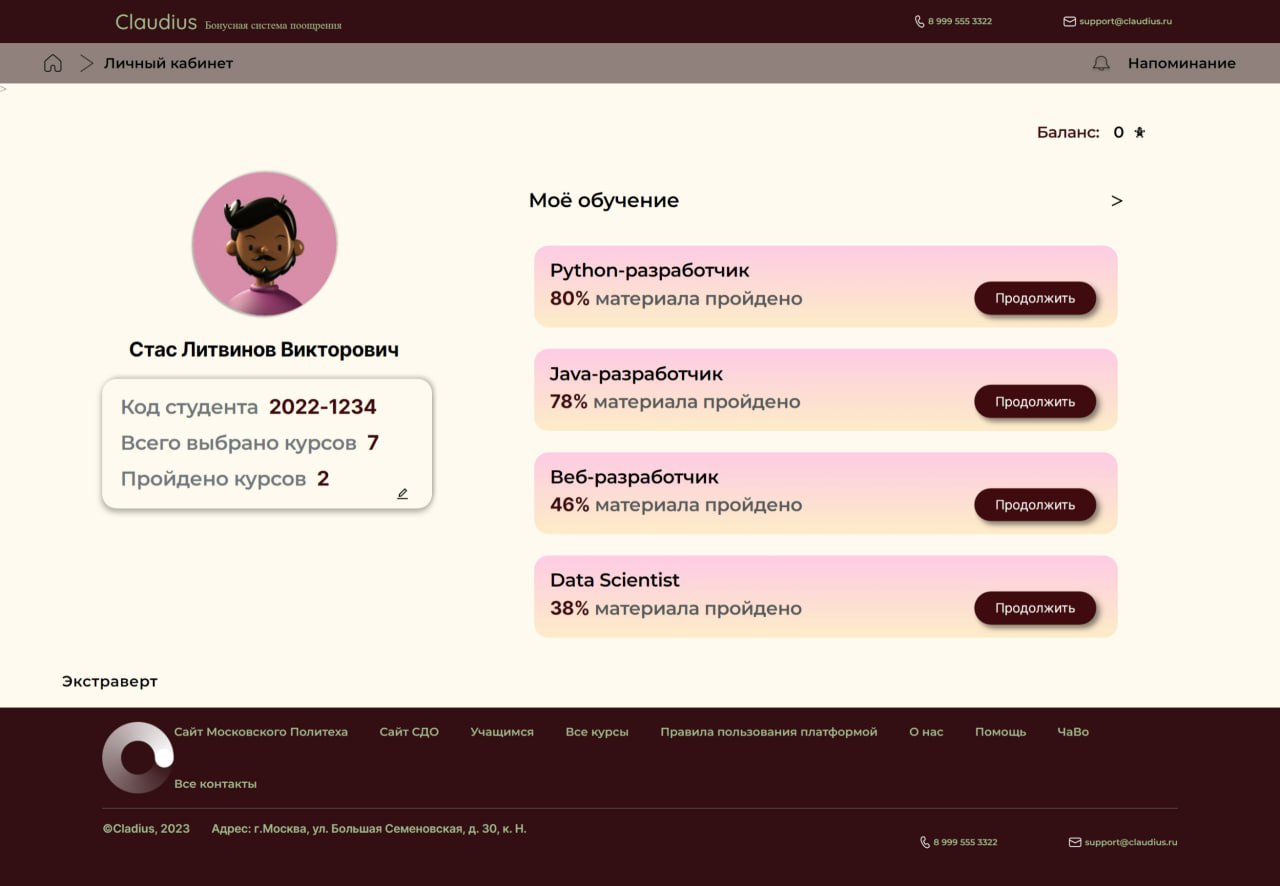 Claudius Бонусная система поощрения 8 999 555 3322 support@claudius.ru
> Личный кабинет Напоминание
>
Баланс: 0
Моё обучение >
Python-разработчик
80% материала пройдено Продолжить
Стас Литвинов Викторович
Код студента 2022-1234
Всего выбрано курсов 7
Пройдено курсов 2
Java-разработчик
78% материала пройдено Продолжить
Веб-разработчик
46% материала пройдено Продолжить
Data Scientist
38% материала пройдено Продолжить
Экстраверт
Сайт Московского Политеха Сайт СДО Учащимся Все курсы Правила пользования платформой О нас Помощь ЧаВо
Все контакты
©Cladius, 2023 Адрес: г.Москва, ул. Большая Семеновская, д. 30, к. Н.
8 999 555 3322 support@claudius.ru